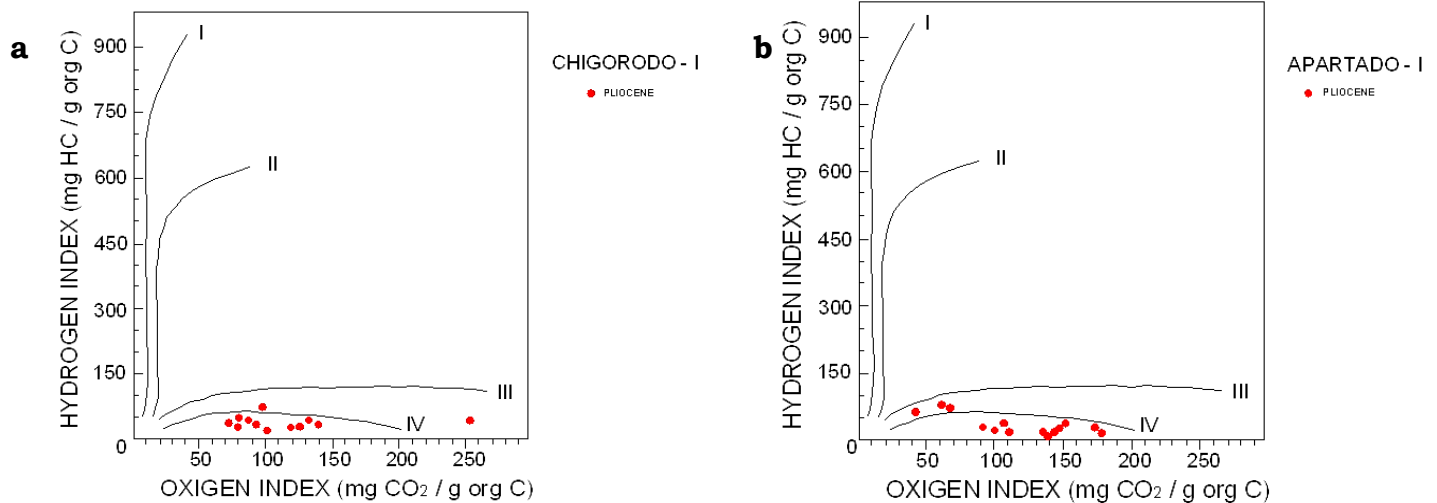 a
HYDROGEN INDEX (mg HC / g org C)
900
750
600
450
300
150
0
50
100
150
200
250
OXIGEN INDEX (mg CO2 / g org C)
I
II
III
IV
CHIGORODO - I
PLIOCENE
b
HYDROGEN INDEX (mg HC / g org C)
900
750
600
450
300
150
0
50
100
150
200
250
OXIGEN INDEX (mg CO2 / g org C)
I
II
III
IV
APARTADO - I
PLIOCENE